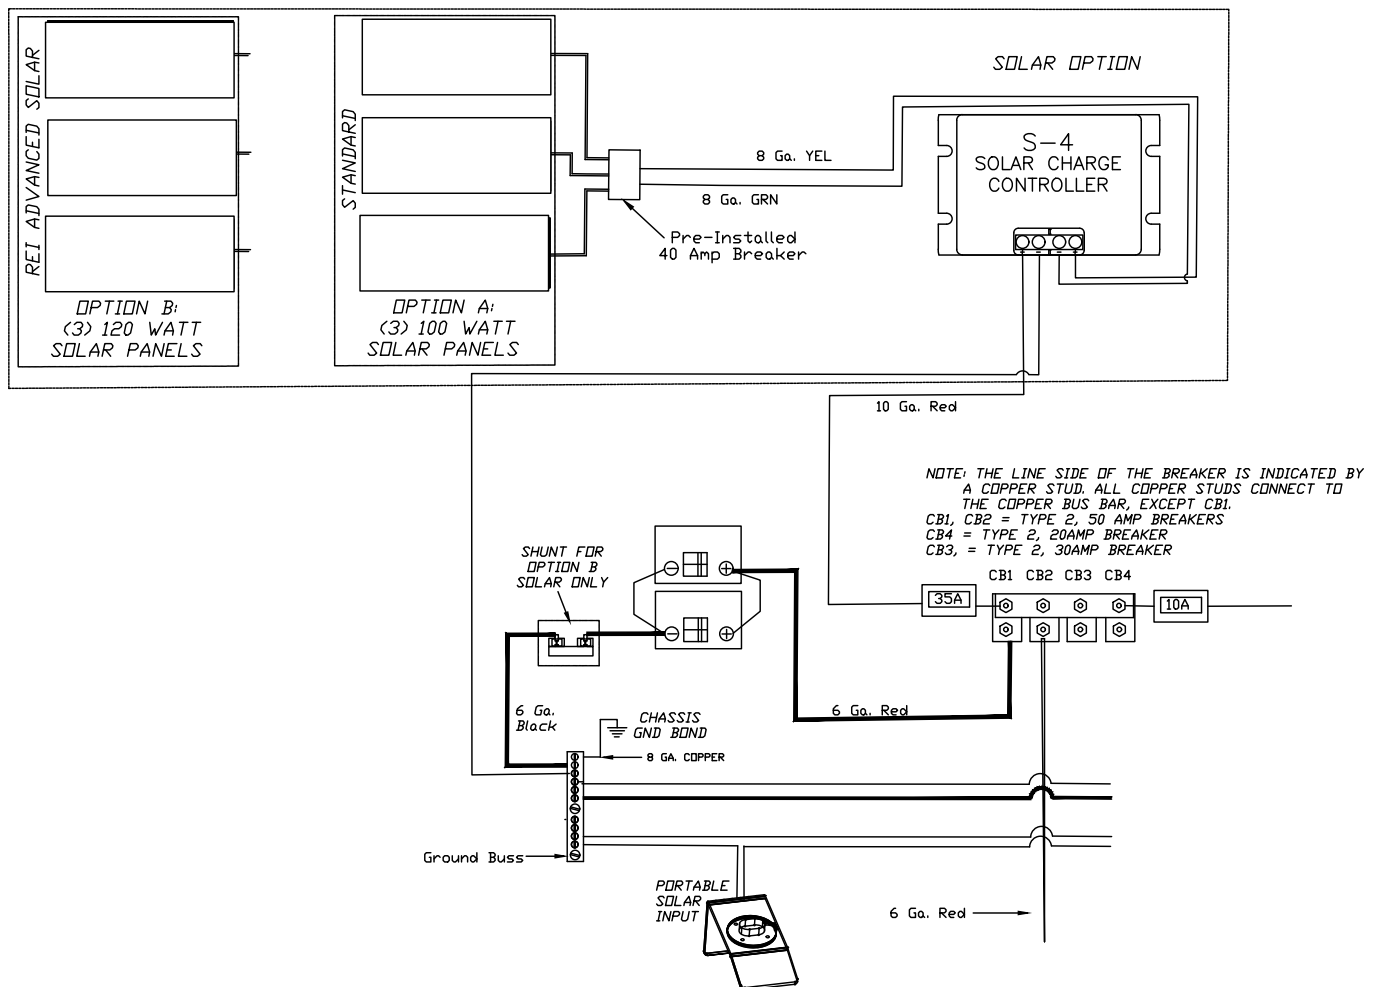 REI ADVANCED SOLAR
OPTION B:
(3) 120 WATT
SOLAR PANELS
STANDARD
OPTION A:
(3) 100 WATT
SOLAR PANELS
8 Ga. YEL
8 Ga. GRN
Pre-Installed
40 Amp Breaker
SOLAR OPTION
S-4
SOLAR CHARGE
CONTROLLER
+ - - +
10 Ga. Red
NOTE: THE LINE SIDE OF THE BREAKER IS INDICATED BY
A COPPER STUD. ALL COPPER STUDS CONNECT TO
THE COPPER BUS BAR, EXCEPT CB1.
CB1, CB2 = TYPE 2, 50 AMP BREAKERS
CB4 = TYPE 2, 20AMP BREAKER
CB3, = TYPE 2, 30AMP BREAKER
CB1 CB2 CB3 CB4
35A
10A
SHUNT FOR
OPTION B
SOLAR ONLY
- +
- +
6 Ga.
Black
6 Ga. Red
CHASSIS
GND BOND
8 GA. COPPER
Ground Buss
PORTABLE
SOLAR
INPUT
6 Ga. Red